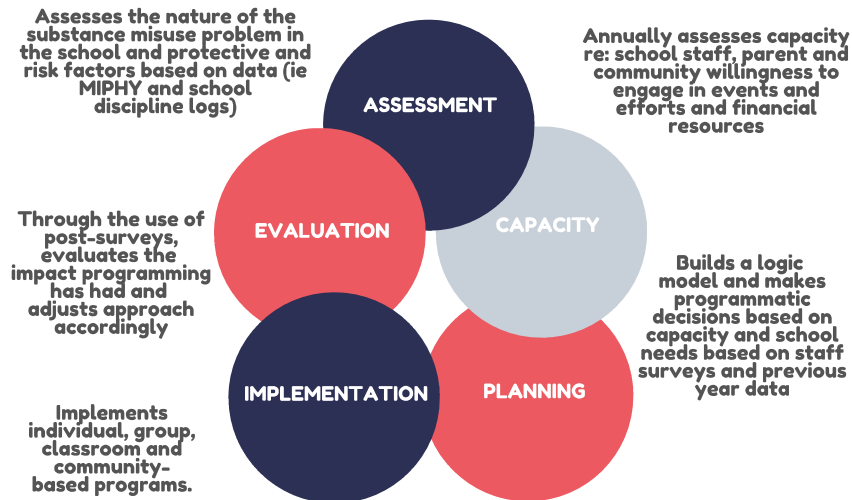 Assesses the nature of the
substance misuse problem in
the school and protective and
risk factors based on data (ie
MIPHY and school
discipline logs)
ASSESSMENT
Annually assesses capacity
re: school staff, parent and
community willingness to
engage in events and
efforts and financial
resources
CAPACITY
Builds a logic
model and makes
programmatic
decisions based on
capacity and school
needs based on staff
surveys and previous
year data
PLANNING
IMPLEMENTATION
Implements
individual, group,
classroom and
community-
based programs.
EVALUATION
Through the use of
post-surveys,
evaluates the
impact programming
has had and
adjusts approach
accordingly